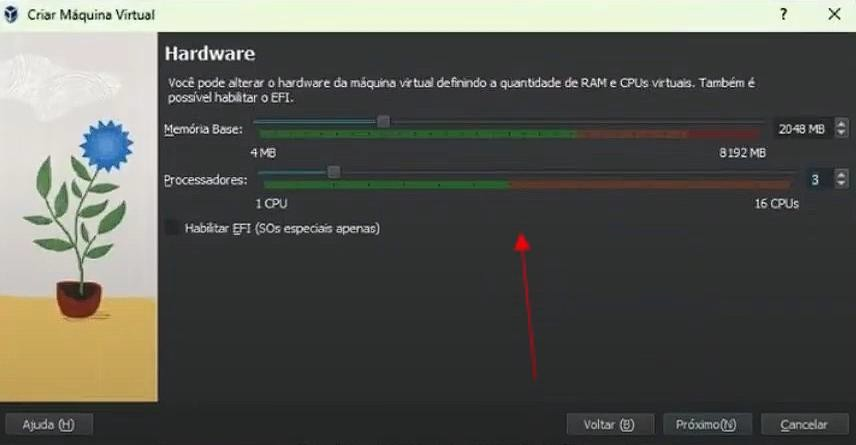 Criar Máquina Virtual
?
Hardware
Você pode alterar o hardware da máquina virtual definindo a quantidade de RAM e CPUs virtuais. Também é
possível habilitar o EFI.
Memória Base:
2048 MB
4 MB
8192 MB
Processadores:
3
1 CPU
16 CPUs
Habilitar EFI (SOs especiais apenas)
Ajuda (H)
Voltar (B)
Próximo(N)
Cancelar